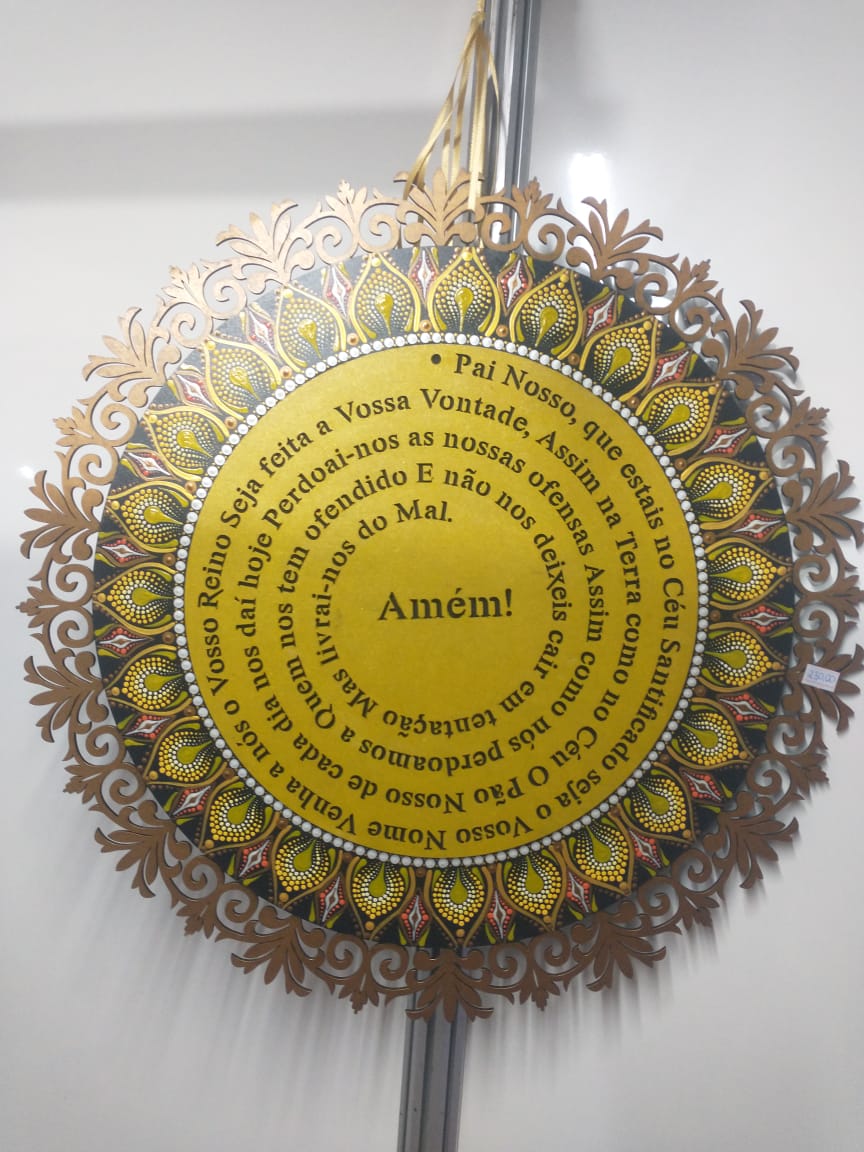 Pai Nosso, que estais no Céu Santificado seja o Vosso Nome Venha a nós o Vosso Reino Seja feita a Vossa Vontade, Assim na Terra como no Céu O Pão Nosso de cada dia nos daí hoje Perdoai-nos as nossas ofensas Assim como nós perdoamos a Quem nos tem ofendido E não nos deixeis cair em tentação Mas livrai-nos do Mal.
Amém!
230,00